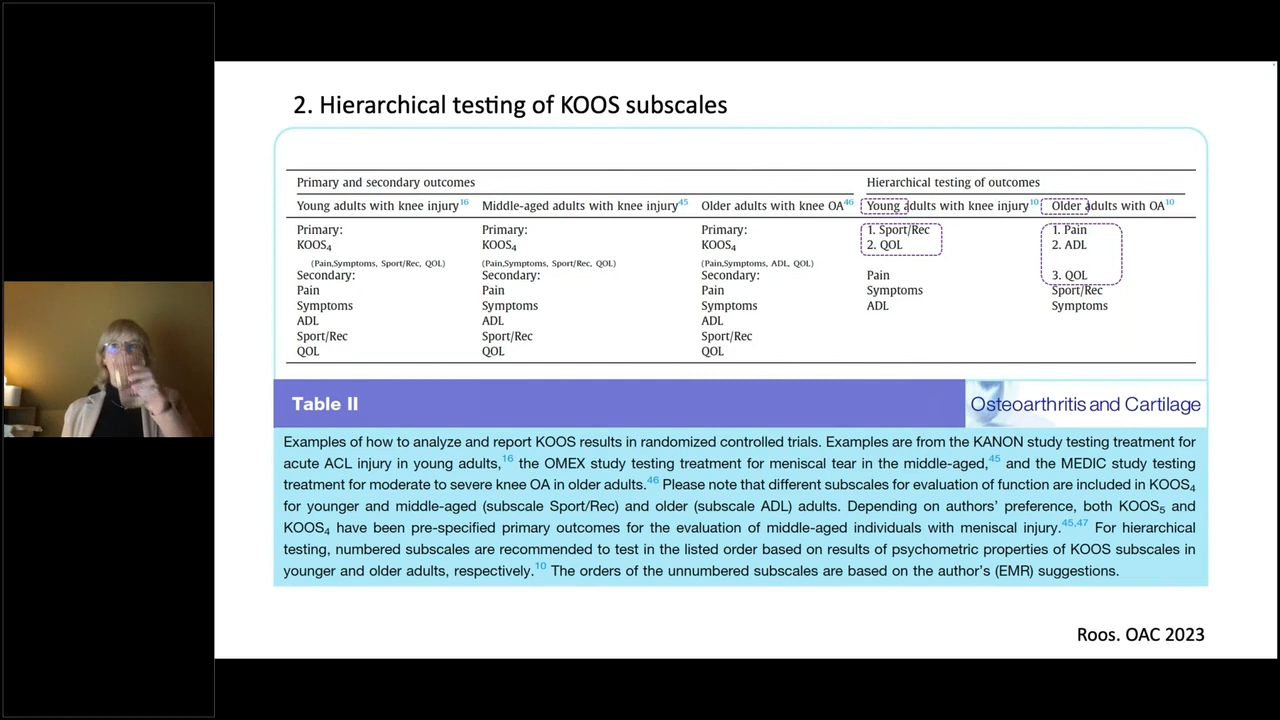 2. Hierarchical testing of KOOS subscales
Primary and secondary outcomes Hierarchical testing of outcomes
Young adults with knee injury16 Middle-aged adults with knee injury45 Older adults with knee OA46 Young adults with knee injury10 Older adults with OA10
Primary: Primary: Primary: 1. Sport/Rec 1. Pain
KOOS4 KOOS4 KOOS4 2. QOL 2. ADL
(Pain,Symptoms, Sport/Rec, QOL) (Pain,Symptoms, Sport/Rec, QOL) (Pain,Symptoms, ADL, QOL)
Secondary: Secondary: Secondary: Pain 3. QOL
Pain Pain Pain Symptoms Sport/Rec
Symptoms Symptoms Symptoms ADL Symptoms
ADL ADL ADL
Sport/Rec Sport/Rec Sport/Rec
QOL QOL QOL
Table II Osteoarthritis and Cartilage
Examples of how to analyze and report KOOS results in randomized controlled trials. Examples are from the KANON study testing treatment for
acute ACL injury in young adults,16 the OMEX study testing treatment for meniscal tear in the middle-aged,45 and the MEDIC study testing
treatment for moderate to severe knee OA in older adults.46 Please note that different subscales for evaluation of function are included in KOOS4
for younger and middle-aged (subscale Sport/Rec) and older (subscale ADL) adults. Depending on authors’ preference, both KOOS5 and
KOOS4 have been pre-specified primary outcomes for the evaluation of middle-aged individuals with meniscal injury.45,47 For hierarchical
testing, numbered subscales are recommended to test in the listed order based on results of psychometric properties of KOOS subscales in
younger and older adults, respectively.10 The orders of the unnumbered subscales are based on the author’s (EMR) suggestions.
Roos. OAC 2023